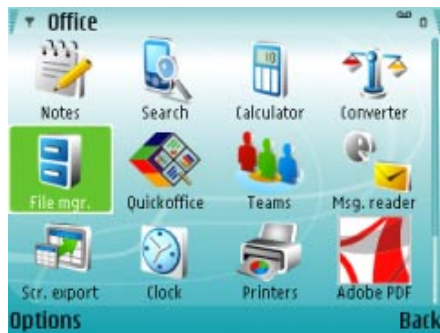 Office
Notes Search Calculator Converter
File mgr. Quickoffice Teams Msg. reader
Scr. export Clock Printers Adobe PDF
Options Back